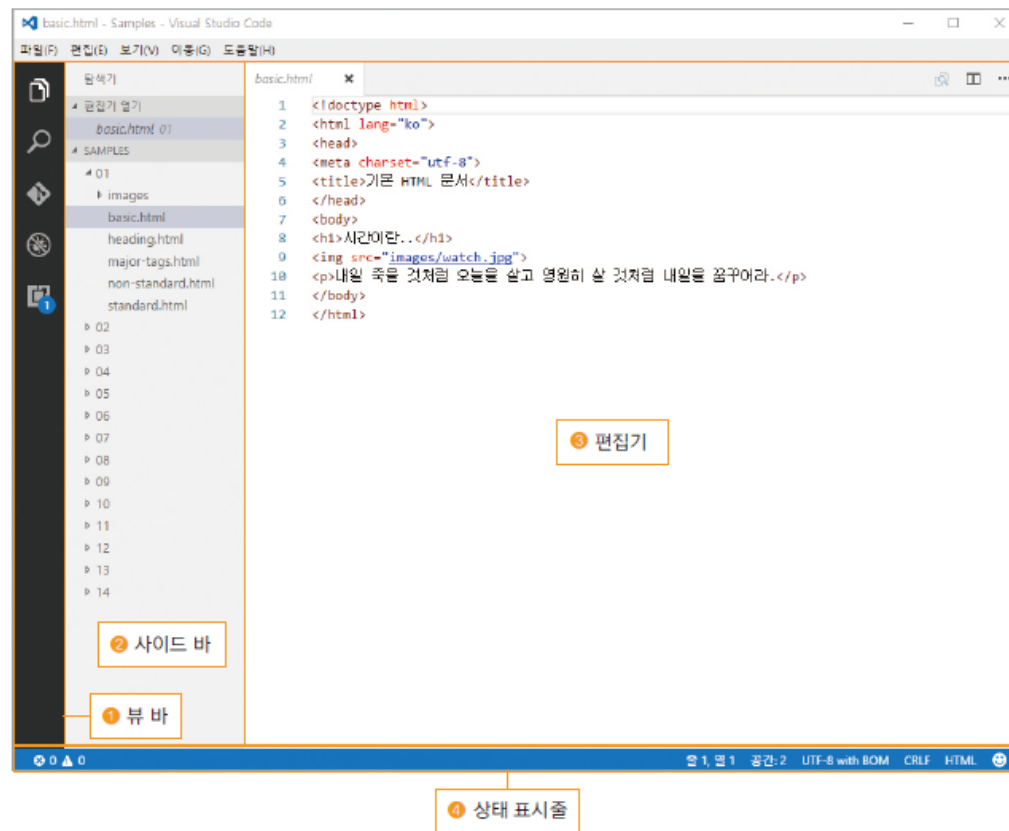 basic.html - Samples - Visual Studio Code
파일(F) 편집(E) 보기(V) 이동(G) 도움말(H)
탐색기
편집기 열기
basic.html 01
SAMPLES
01
images
basic.html
heading.html
major-tags.html
non-standard.html
standard.html
02
03
04
05
06
07
08
09
10
11
12
13
14
1
basic.html
1 <!doctype html>
2 <html lang="ko">
3 <head>
4 <meta charset="utf-8">
5 <title>기본 HTML 문서</title>
6 </head>
7 <body>
8 <h1>시간이란..</h1>
9 <img src="images/watch.jpg">
10 <p>내일 죽을 것처럼 오늘을 살고 영원히 살 것처럼 내일을 꿈꾸어라.</p>
11 </body>
12 </html>
3 편집기
2 사이드 바
1 뷰 바
0 0 줄 1, 열 1 공간: 2 UTF-8 with BOM CRLF HTML
4 상태 표시줄